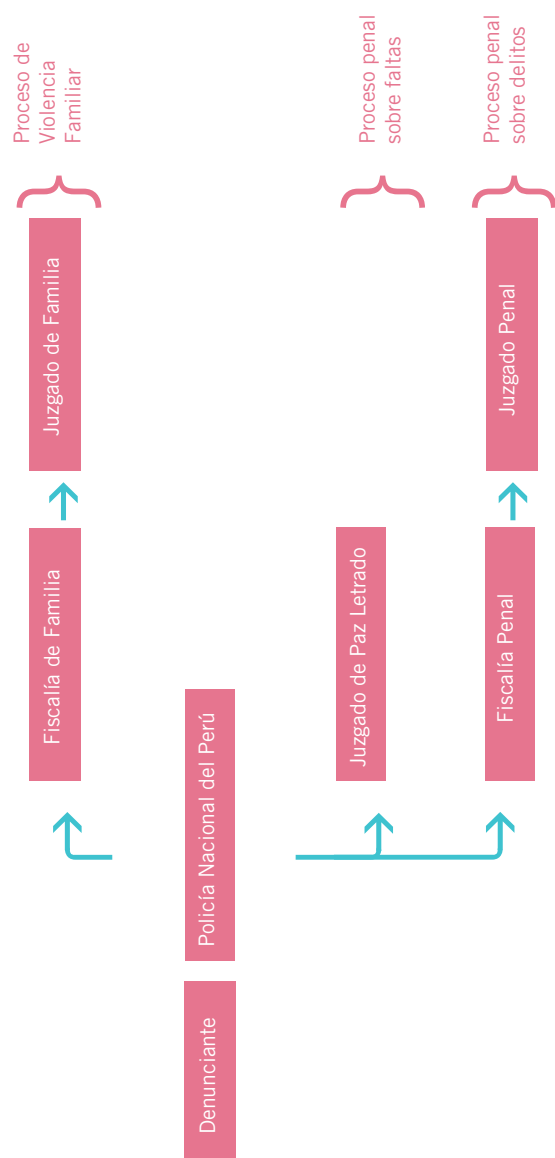 Denunciante
Policía Nacional del Perú
Fiscalía de Familia
Juzgado de Familia
Proceso de
Violencia
Familiar
Juzgado de Paz Letrado
Proceso penal
sobre faltas
Fiscalía Penal
Juzgado Penal
Proceso penal
sobre delitos